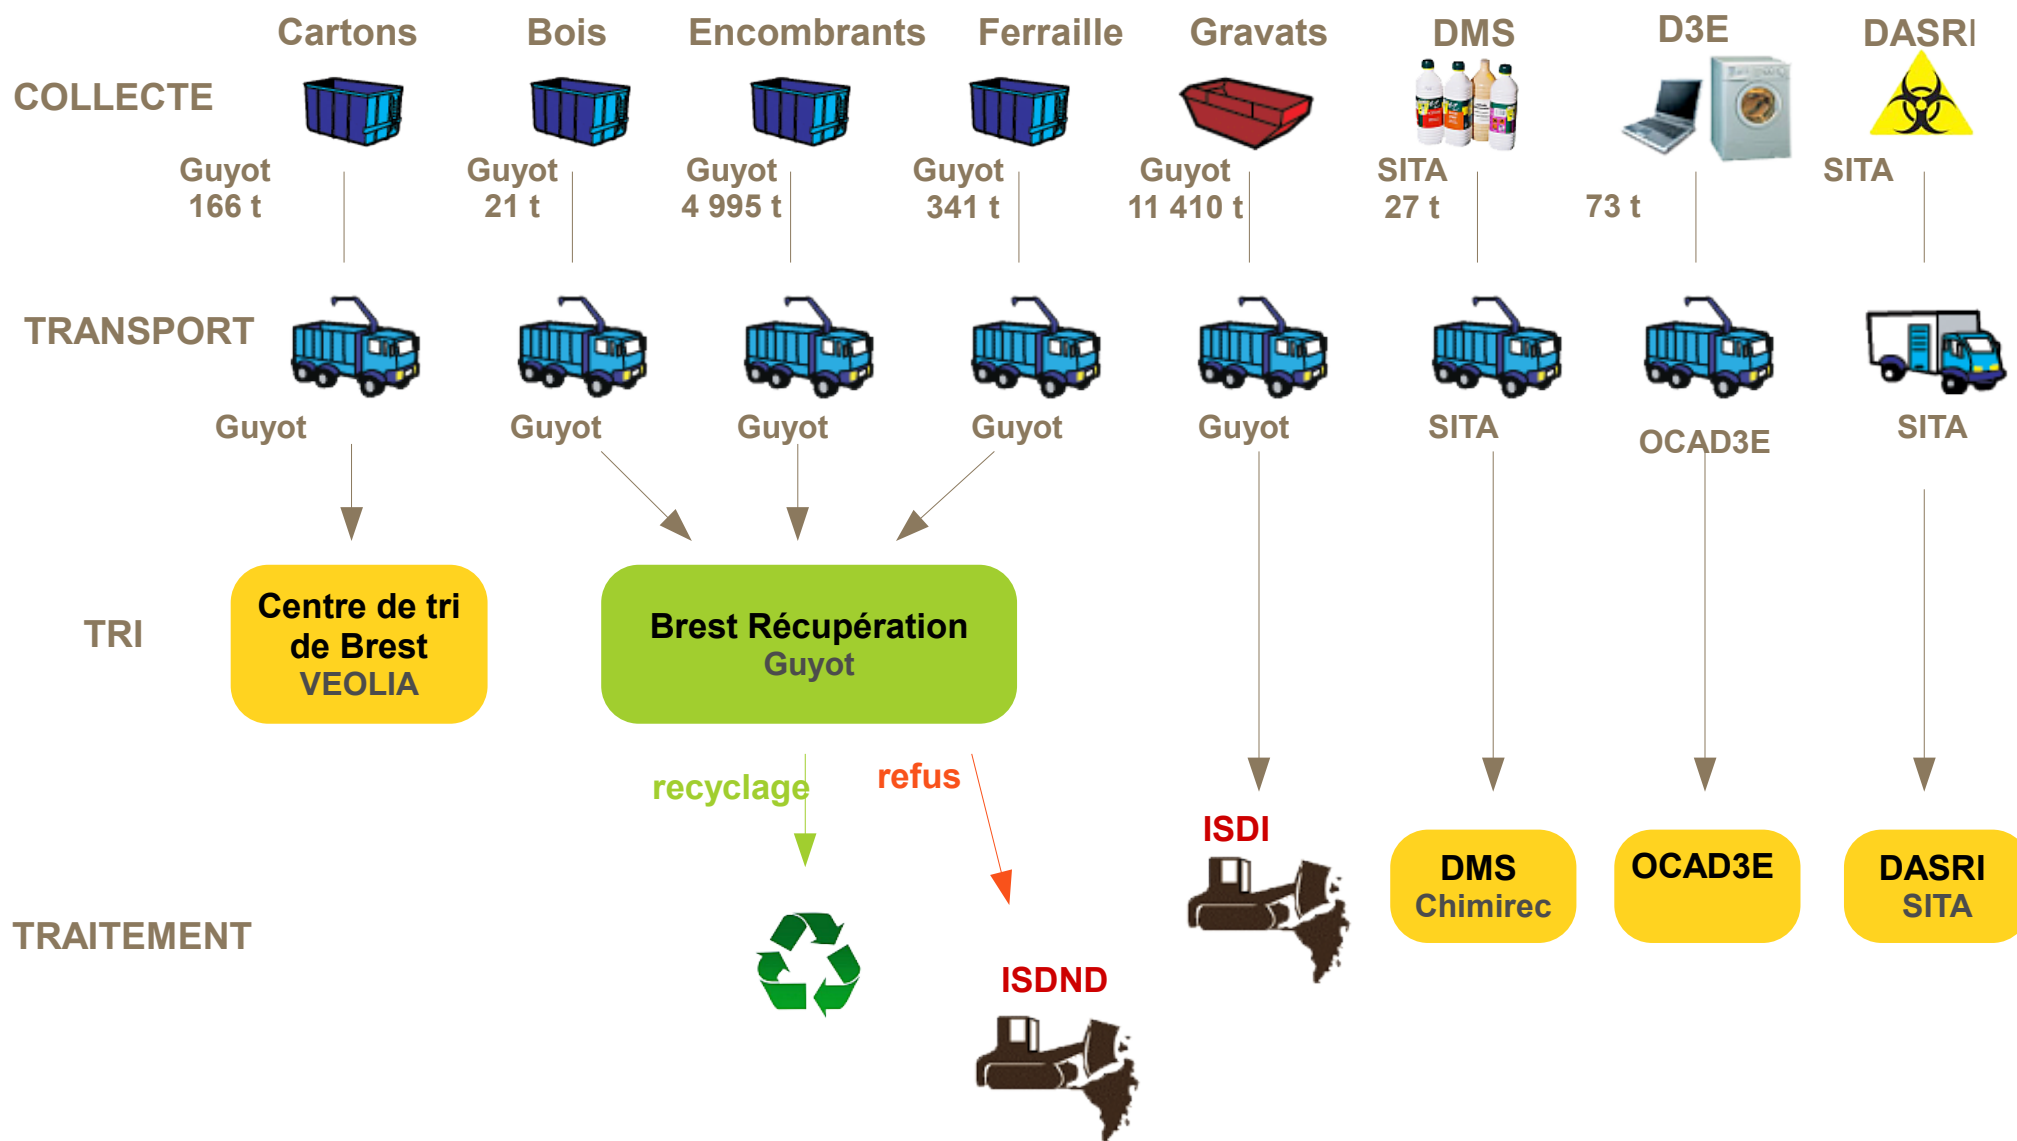 Cartons Bois Encombrants Ferraille Gravats DMS D3E DASRI
COLLECTE
Guyot Guyot Guyot Guyot Guyot SITA SITA
166 t 21 t 4 995 t 341 t 11 410 t 27 t 73 t
TRANSPORT
Guyot Guyot Guyot Guyot Guyot SITA OCAD3E SITA
TRI
Centre de tri
de Brest
VEOLIA
Brest Récupération
Guyot
recyclage
refus
ISDI
DMS
Chimirec
OCAD3E
DASRI
SITA
TRAITEMENT
ISDND